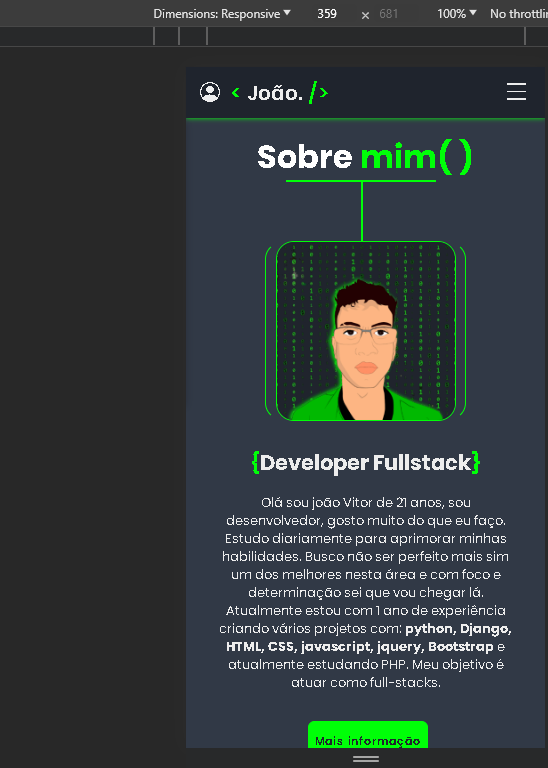 Dimensions: Responsive 359 × 681 100% No throttlin
< João. />
Sobre mim( )
{Developer Fullstack}
Olá sou joão Vitor de 21 anos, sou
desenvolvedor, gosto muito do que eu faço.
Estudo diariamente para aprimorar minhas
habilidades. Busco não ser perfeito mais sim
um dos melhores nesta área e com foco e
determinação sei que vou chegar lá.
Atualmente estou com 1 ano de experiência
criando vários projetos com: python, Django,
HTML, CSS, javascript, jquery, Bootstrap e
atualmente estudando PHP. Meu objetivo é
atuar como full-stacks.
Mais informação